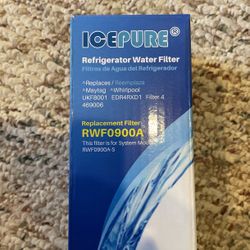 ICEPURE®
Refrigerator Water Filter
Filtros de Agua del Refrigerador
Replaces / Reemplaza
Maytag Whirlpool
UKF8001 EDR4RXD1 Filter 4
469006
Replacement Filter
RWF0900A
This filter is for System Model
RWF0900A-S